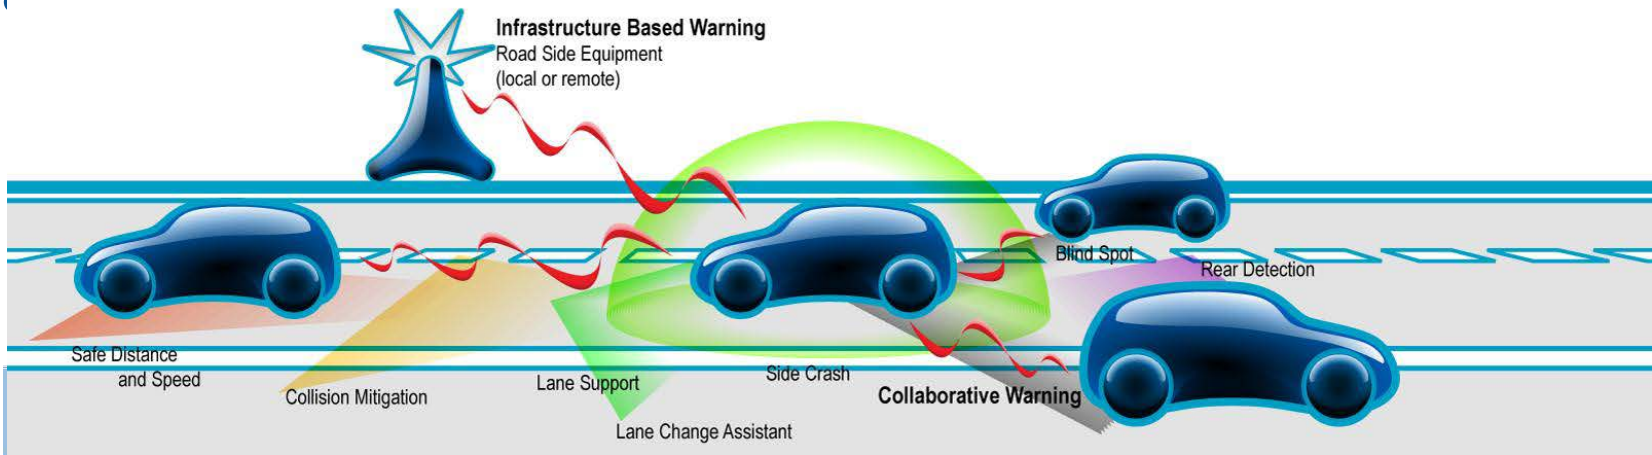 Infrastructure Based Warning
Road Side Equipment
(local or remote)
Blind Spot
Rear Detection
Safe Distance
and Speed
Collision Mitigation
Lane Support
Side Crash
Collaborative Warning
Lane Change Assistant